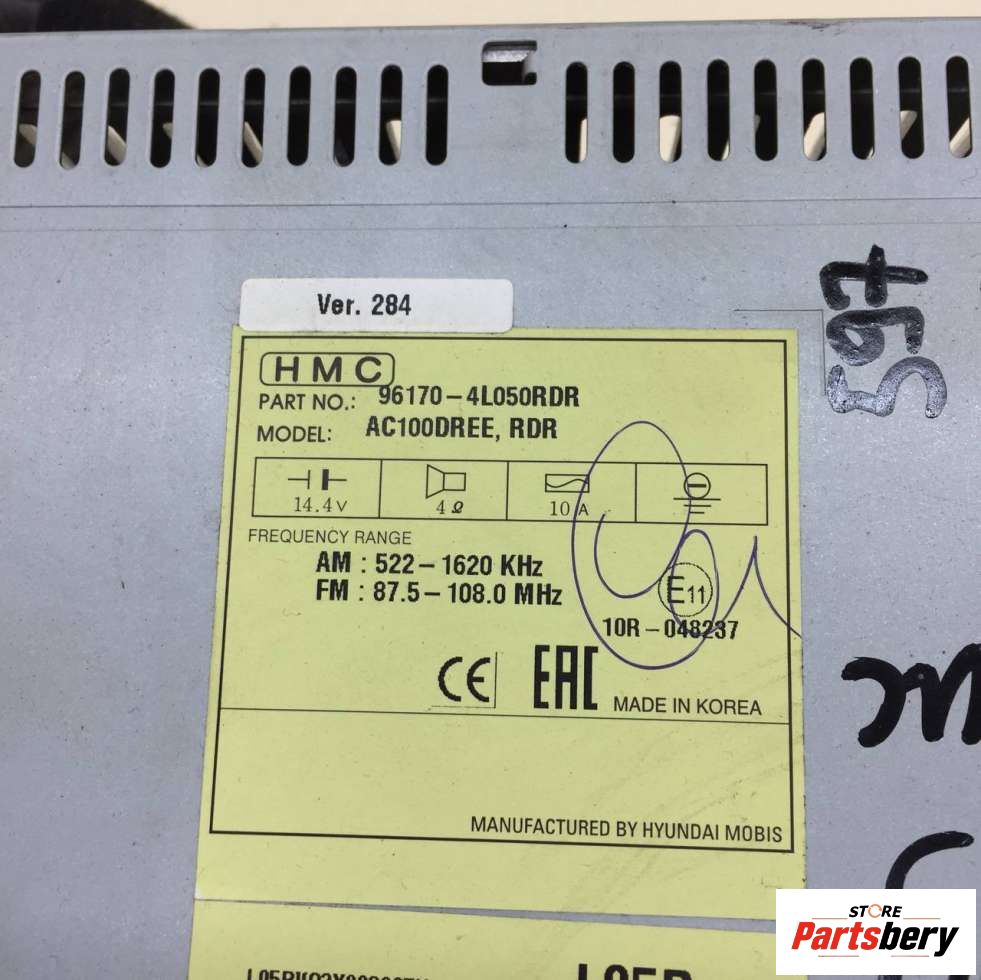 Ver. 284
597
HMC
PART NO.: 96170-4L050RDR
MODEL: AC100DREE, RDR
14.4V 4Ω 10A
FREQUENCY RANGE
AM : 522-1620 KHz
FM : 87.5-108.0 MHz
E11
10R-048237
CE EAC MADE IN KOREA
MANUFACTURED BY HYUNDAI MOBIS
STORE
Partsbery